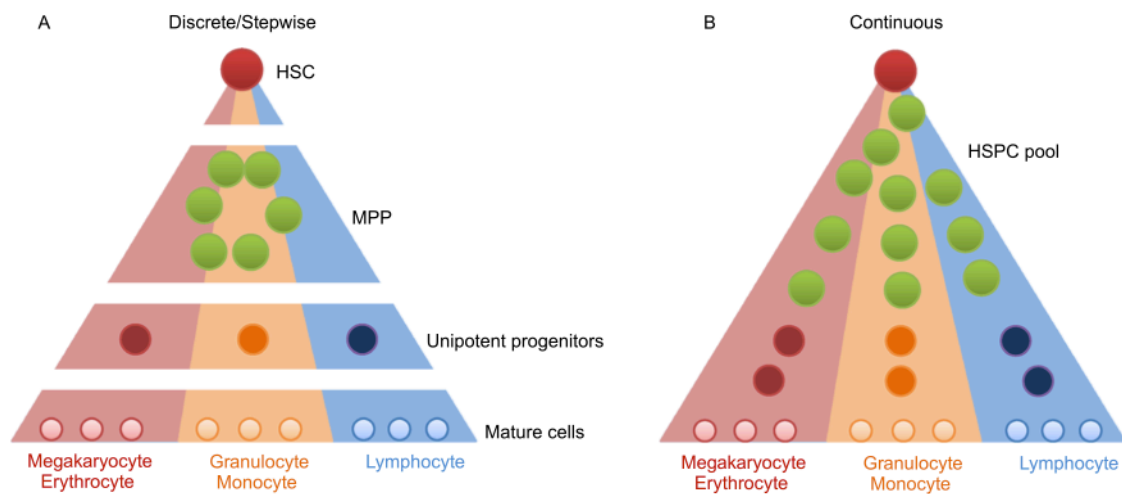 A
Discrete/Stepwise
HSC
MPP
Unipotent progenitors
Mature cells
Megakaryocyte
Erythrocyte
Granulocyte
Monocyte
Lymphocyte
B
Continuous
HSPC pool
Megakaryocyte
Erythrocyte
Granulocyte
Monocyte
Lymphocyte